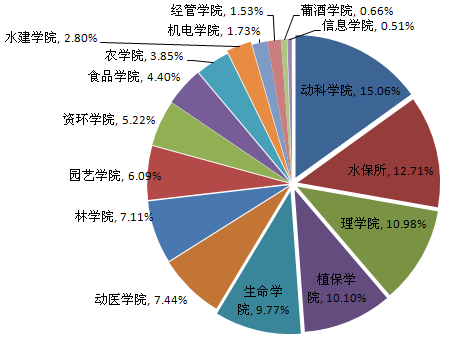 经管学院, 1.53%
葡酒学院, 0.66%
机电学院, 1.73%
信息学院, 0.51%
水建学院, 2.80%
农学院, 3.85%
食品学院, 4.40%
资环学院, 5.22%
园艺学院, 6.09%
林学院, 7.11%
动医学院, 7.44%
生命学
院, 9.77%
植保学
院, 10.10%
理学院, 10.98%
水保所, 12.71%
动科学院, 15.06%